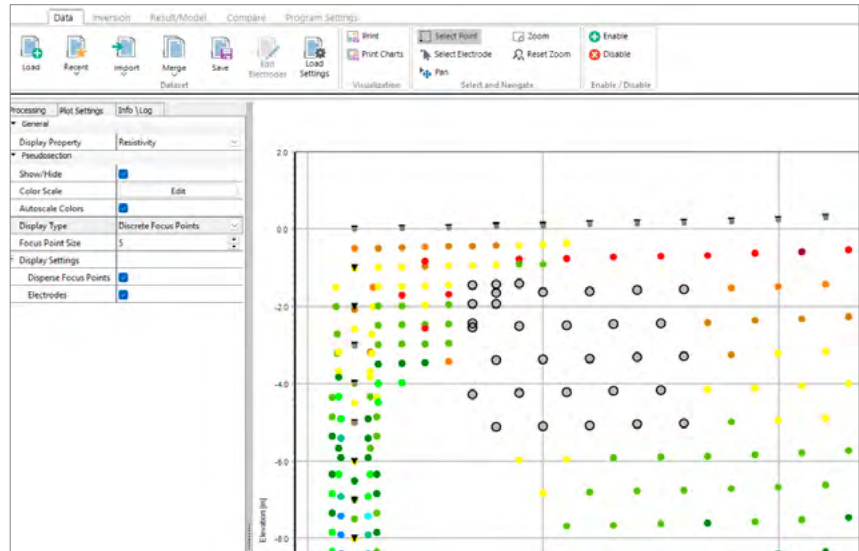 Data Inversion Result/Model Compare Program Settings
Load
Recent
Import
Merge
Save
Edit Electrodes
Load Settings
Dataset
Print
Print Charts
Visualization
Select Point
Select Electrode
Pan
Zoom
Reset Zoom
Select and Navigate
Enable
Disable
Enable / Disable
Processing Plot Settings Info \ Log
General
Display Property Resistivity
Pseudosection
Show/Hide
Color Scale Edit
Autoscale Colors
Display Type Discrete Focus Points
Focus Point Size 5
Display Settings
Disperse Focus Points
Electrodes
2.0
0.0
-2.0
-4.0
-6.0
-8.0
Elevation [m]